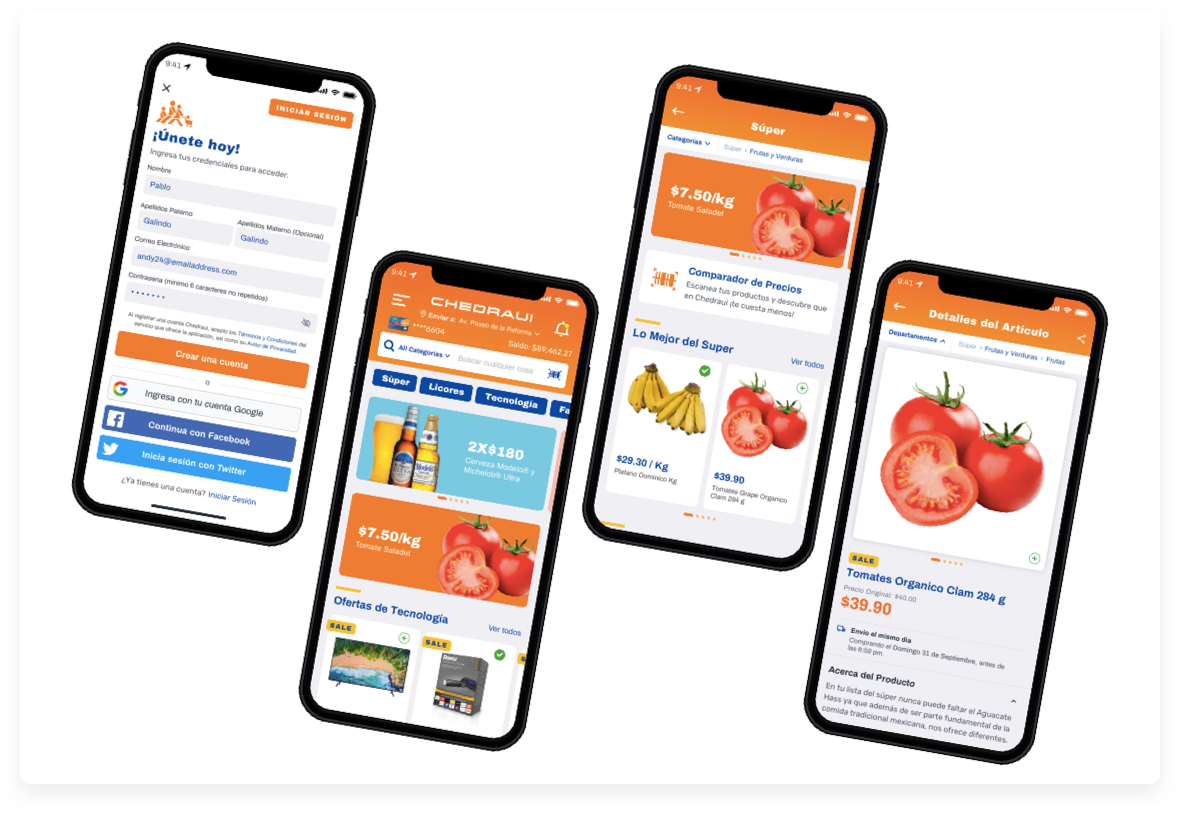 9:41
INICIAR SESIÓN
¡Únete hoy!
Ingresa tus credenciales para acceder.
Nombre
Pablo
Apellidos Paterno
Apellidos Materno (Opcional)
Galindo
Galindo
Correo Electrónico
andy24@emailaddress.com
Contrasena (minimo 6 caracteres no repetidos)
Al registrar una cuenta Chedraui, acepto los Términos y Condiciones del
servicio que ofrece la aplicación, así como su Aviso de Privacidad.
Crear una cuenta
o
Ingresa con tu cuenta Google
Continua con Facebook
Inicia sesión con Twitter
¿Ya tienes una cuenta? Iniciar Sesión
9:41
CHEDRAUI
Enviar a: Av. Paseo de la Reforma
****6604
Saldo: $89,462.27
All Categorías
Buscar cualquier cosa
Súper
Licores
Tecnología
Fa
2X$180
Cerveza Modelo® y
Michelob® Ultra
$7.50/kg
Tomate Saladet
Ofertas de Tecnología
Ver todos
SALE
SALE
Roku
9:41
Súper
Categorías
Súper > Frutas y Verduras
$7.50/kg
Tomate Saladet
Comparador de Precios
Escanea tus productos y descubre que
en Chedraui ¡te cuesta menos!
Lo Mejor del Super
Ver todos
$29.30 / Kg
Platano Dominico Kg
$39.90
Tomates Grape Organico
Clam 284 g
9:41
Detalles del Artículo
Departamentos
Súper > Frutas y Verduras > Frutas
SALE
Tomates Organico Clam 284 g
Precio Original: $40.00
$39.90
Envío el mismo día
Comprando el Domingo 31 de Septiembre, antes de
las 6:59 pm.
Acerca del Producto
En tu lista del súper nunca puede faltar el Aguacate
Hass ya que además de ser parte fundamental de la
comida tradicional mexicana, nos ofrece diferentes.